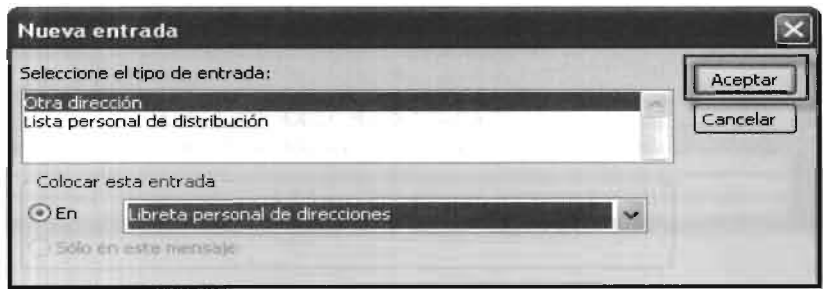 Nueva entrada
Seleccione el tipo de entrada:
Aceptar
Otra dirección
Lista personal de distribución
Cancelar
Colocar esta entrada
En
Libreta personal de direcciones
Sólo en este mensaje